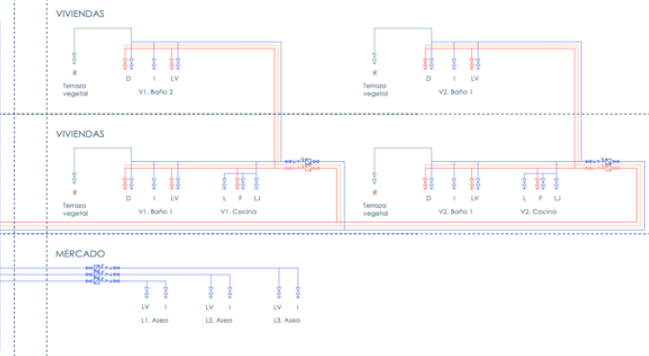 VIVIENDAS
R
D I LV
R
D I LV
Terraza
vegetal
V1. Baño 2
Terraza
vegetal
V2. Baño 1
VIVIENDAS
R
D I LV L F LJ
R
D I LV L F LJ
Terraza
vegetal
V1. Baño 1
V1. Cocina
Terraza
vegetal
V2. Baño 1
V2. Cocina
MERCADO
LV I
LV I
LV I
L1. Aseo
L2. Aseo
L3. Aseo